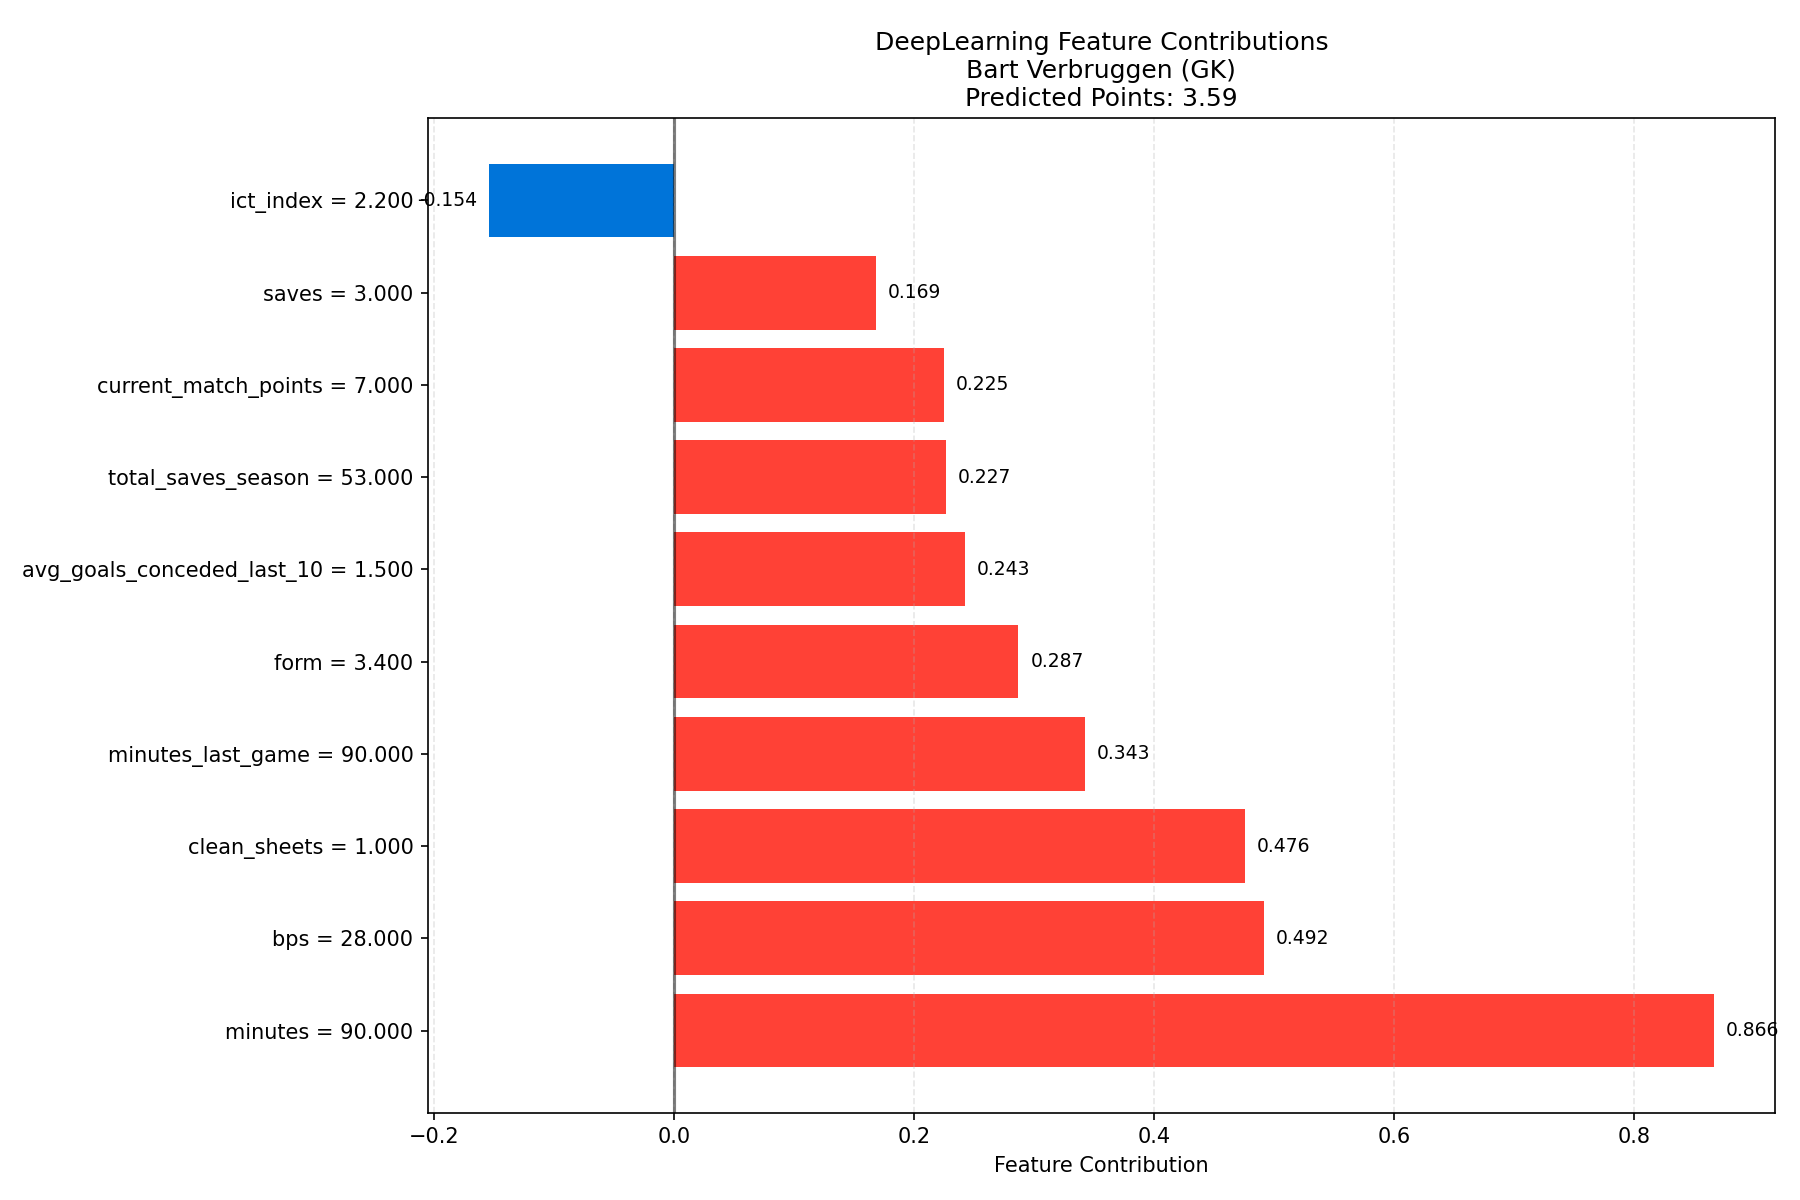 DeepLearning Feature Contributions
Bart Verbruggen (GK)
Predicted Points: 3.59
ict_index = 2.200 -0.154
saves = 3.000 0.169
current_match_points = 7.000 0.225
total_saves_season = 53.000 0.227
avg_goals_conceded_last_10 = 1.500 0.243
form = 3.400 0.287
minutes_last_game = 90.000 0.343
clean_sheets = 1.000 0.476
bps = 28.000 0.492
minutes = 90.000 0.866
−0.2 0.0 0.2 0.4 0.6 0.8
Feature Contribution